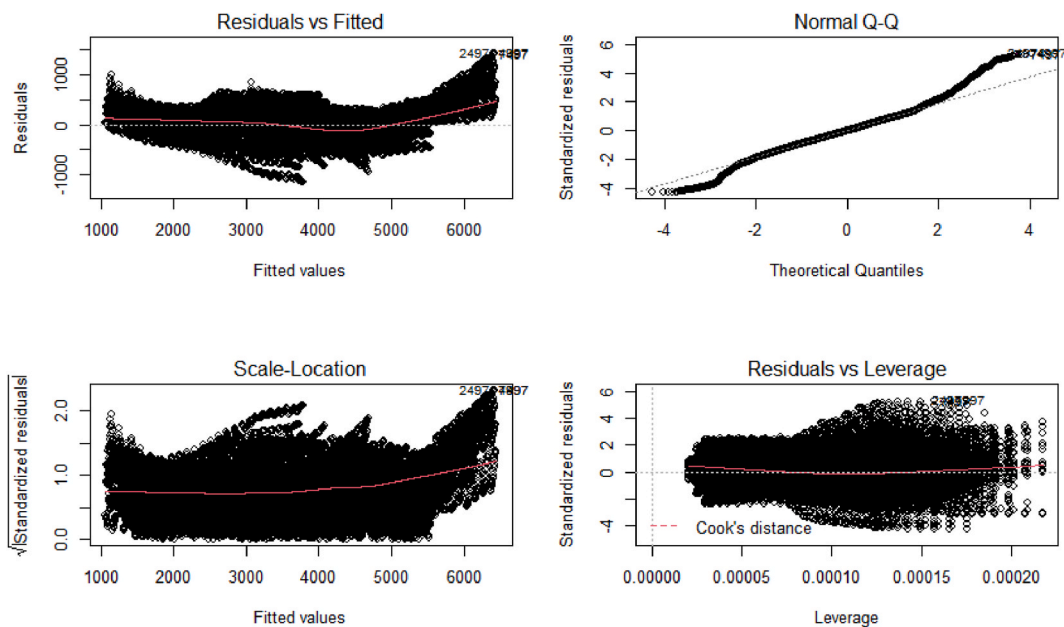 Residuals vs Fitted
Residuals
1000
0
-1000
1000 2000 3000 4000 5000 6000
Fitted values
Normal Q-Q
Standardized residuals
6
4
2
0
-2
-4
-4 -2 0 2 4
Theoretical Quantiles
Scale-Location
√|Standardized residuals|
2.0
1.0
0.0
1000 2000 3000 4000 5000 6000
Fitted values
Residuals vs Leverage
Standardized residuals
6
4
2
0
-2
-4
Cook's distance
0.00000 0.00005 0.00010 0.00015 0.00020
Leverage